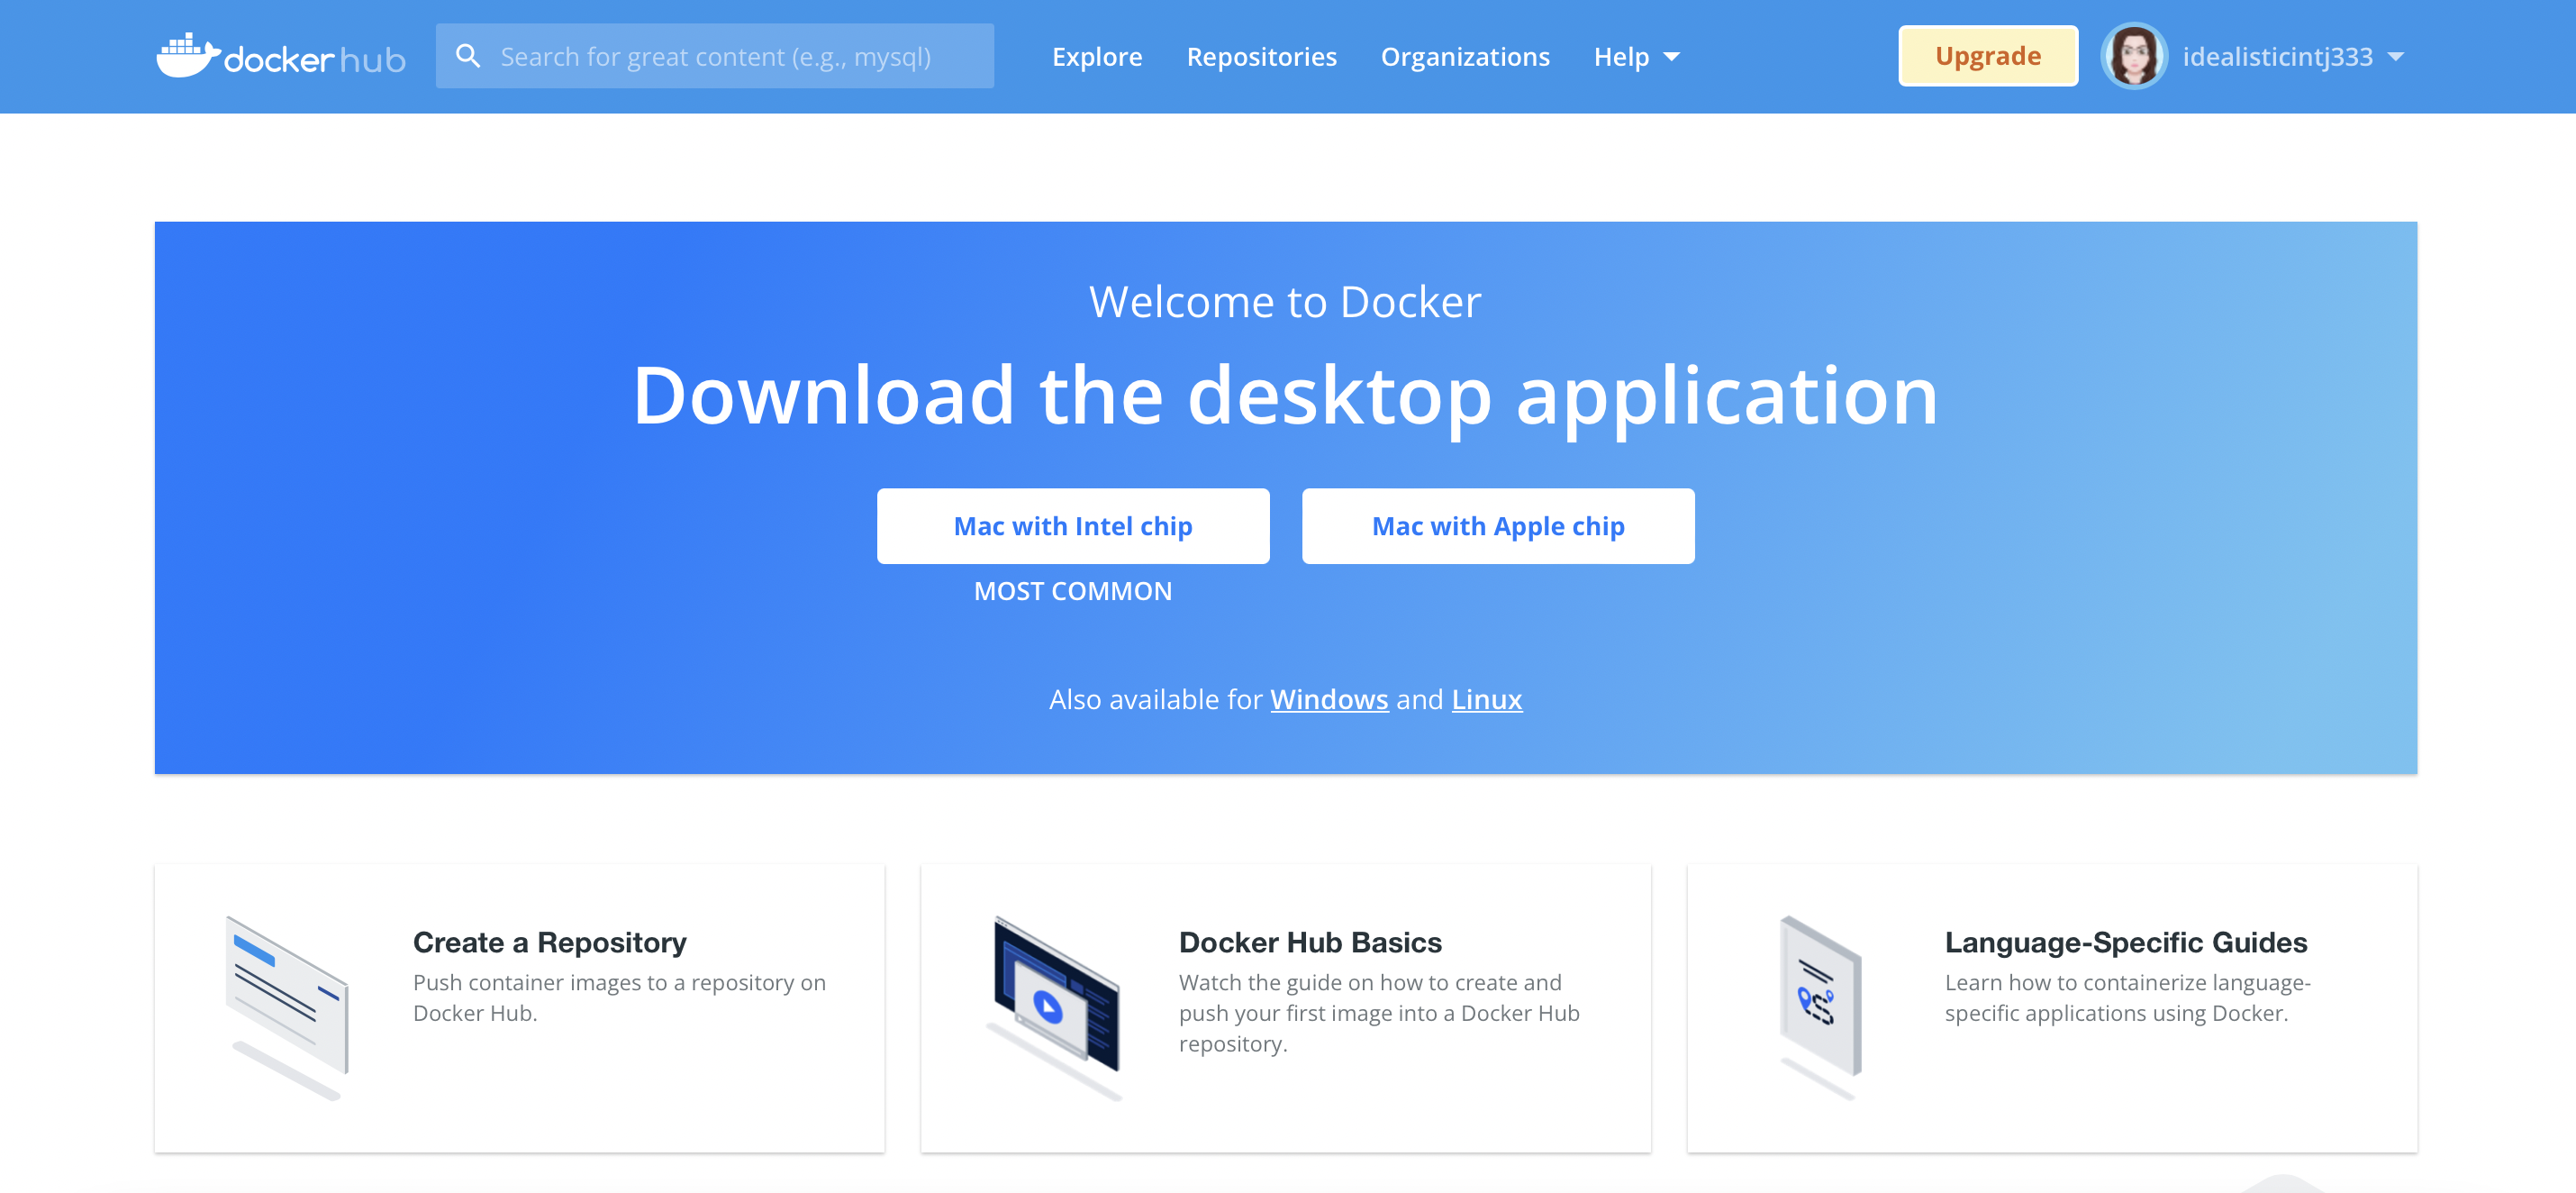 docker hub
Search for great content (e.g., mysql)
Explore
Repositories
Organizations
Help
Upgrade
idealisticintj333
Welcome to Docker
Download the desktop application
Mac with Intel chip
Mac with Apple chip
MOST COMMON
Also available for Windows and Linux
Create a Repository
Push container images to a repository on
Docker Hub.
Docker Hub Basics
Watch the guide on how to create and
push your first image into a Docker Hub
repository.
Language-Specific Guides
Learn how to containerize language-
specific applications using Docker.